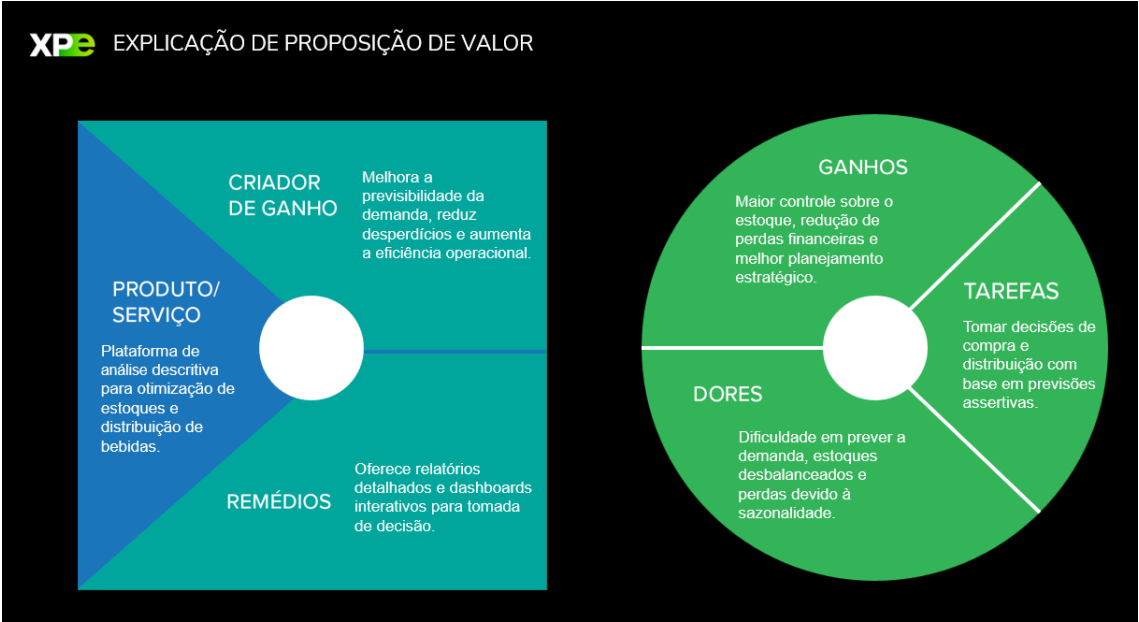 XPe EXPLICAÇÃO DE PROPOSIÇÃO DE VALOR
CRIADOR
DE GANHO
Melhora a
previsibilidade da
demanda, reduz
desperdícios e aumenta
a eficiência operacional.
PRODUTO/
SERVIÇO
Plataforma de
análise descritiva
para otimização de
estoques e
distribuição de
bebidas.
REMÉDIOS
Oferece relatórios
detalhados e dashboards
interativos para tomada
de decisão.
GANHOS
Maior controle sobre o
estoque, redução de
perdas financeiras e
melhor planejamento
estratégico.
TAREFAS
Tomar decisões de
compra e
distribuição com
base em previsões
assertivas.
DORES
Dificuldade em prever a
demanda, estoques
desbalanceados e
perdas devido à
sazonalidade.